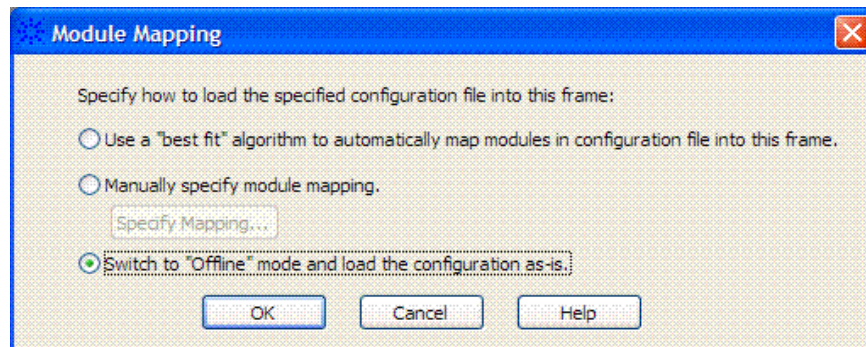 Module Mapping
Specify how to load the specified configuration file into this frame:
Use a "best fit" algorithm to automatically map modules in configuration file into this frame.
Manually specify module mapping.
Specify Mapping...
Switch to "Offline" mode and load the configuration as-is.
OK Cancel Help